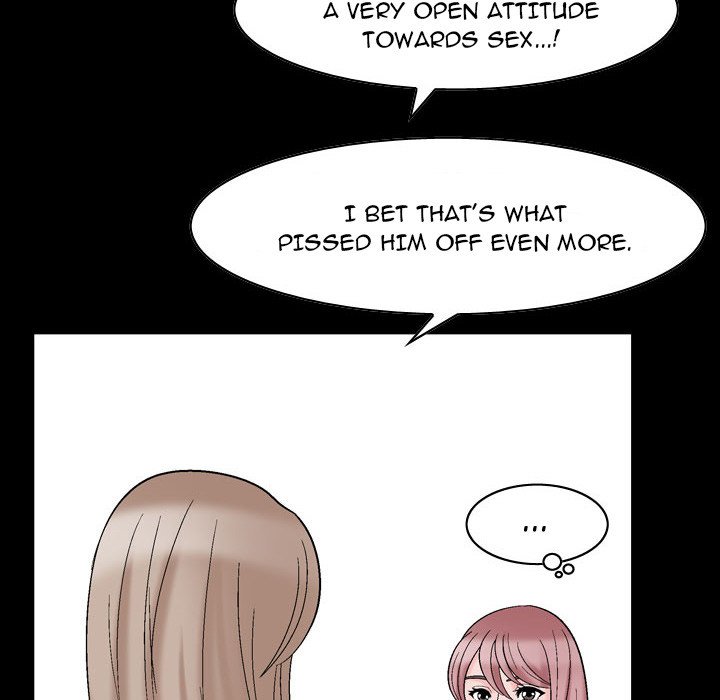 A VERY OPEN ATTITUDE
TOWARDS SEX...!
I BET THAT'S WHAT
PISSED HIM OFF EVEN MORE.
...